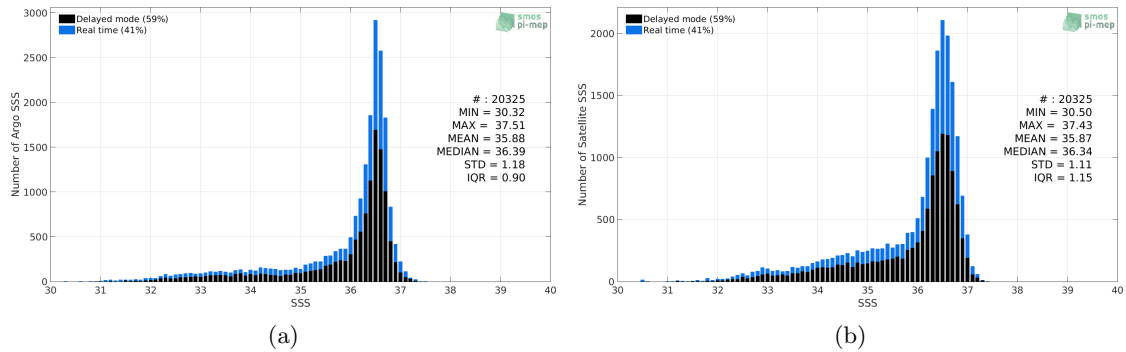 Delayed mode (59%)
Real time (41%)
smos
pi-mep
3000
2500
2000
1500
1000
500
0
Number of Argo SSS
# : 20325
MIN = 30.32
MAX = 37.51
MEAN = 35.88
MEDIAN = 36.39
STD = 1.18
IQR = 0.90
30 31 32 33 34 35 36 37 38 39 40
SSS
(a)
Delayed mode (59%)
Real time (41%)
smos
pi-mep
2000
1500
1000
500
0
Number of Satellite SSS
# : 20325
MIN = 30.50
MAX = 37.43
MEAN = 35.87
MEDIAN = 36.34
STD = 1.11
IQR = 1.15
30 31 32 33 34 35 36 37 38 39 40
SSS
(b)